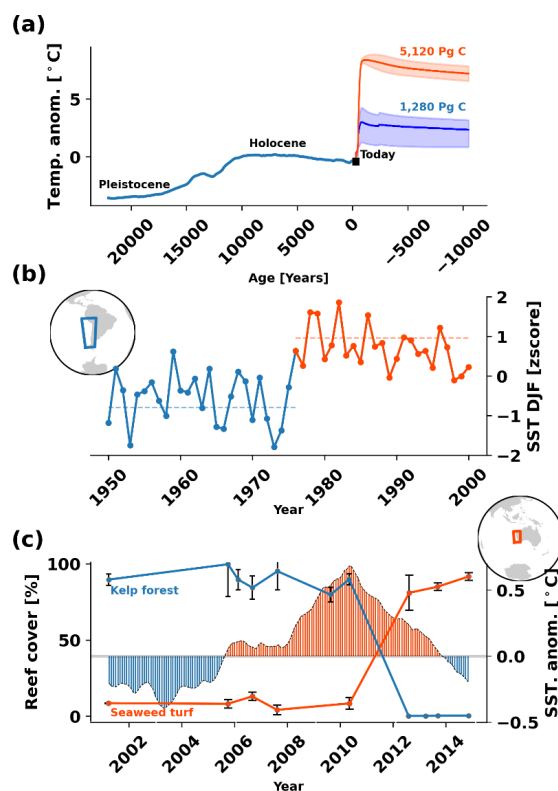 (a)
Temp. anom. [°C]
5
0
5,120 Pg C
1,280 Pg C
Holocene
Today
Pleistocene
20000
15000
10000
5000
0
−5000
−10000
Age [Years]
(b)
2
1
0
−1
−2
SST DJF [zscore]
1950
1960
1970
1980
1990
2000
Year
(c)
Reef cover [%]
100
50
0
Kelp forest
Seaweed turf
0.5
0.0
−0.5
SST. anom. [°C]
2002
2004
2006
2008
2010
2012
2014
Year